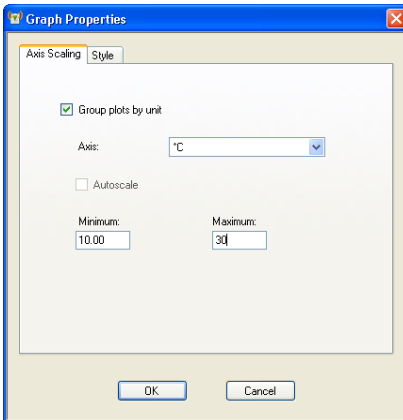 Graph Properties
Axis Scaling Style
Group plots by unit
Axis: °C
Autoscale
Minimum: Maximum:
10.00 30
OK Cancel